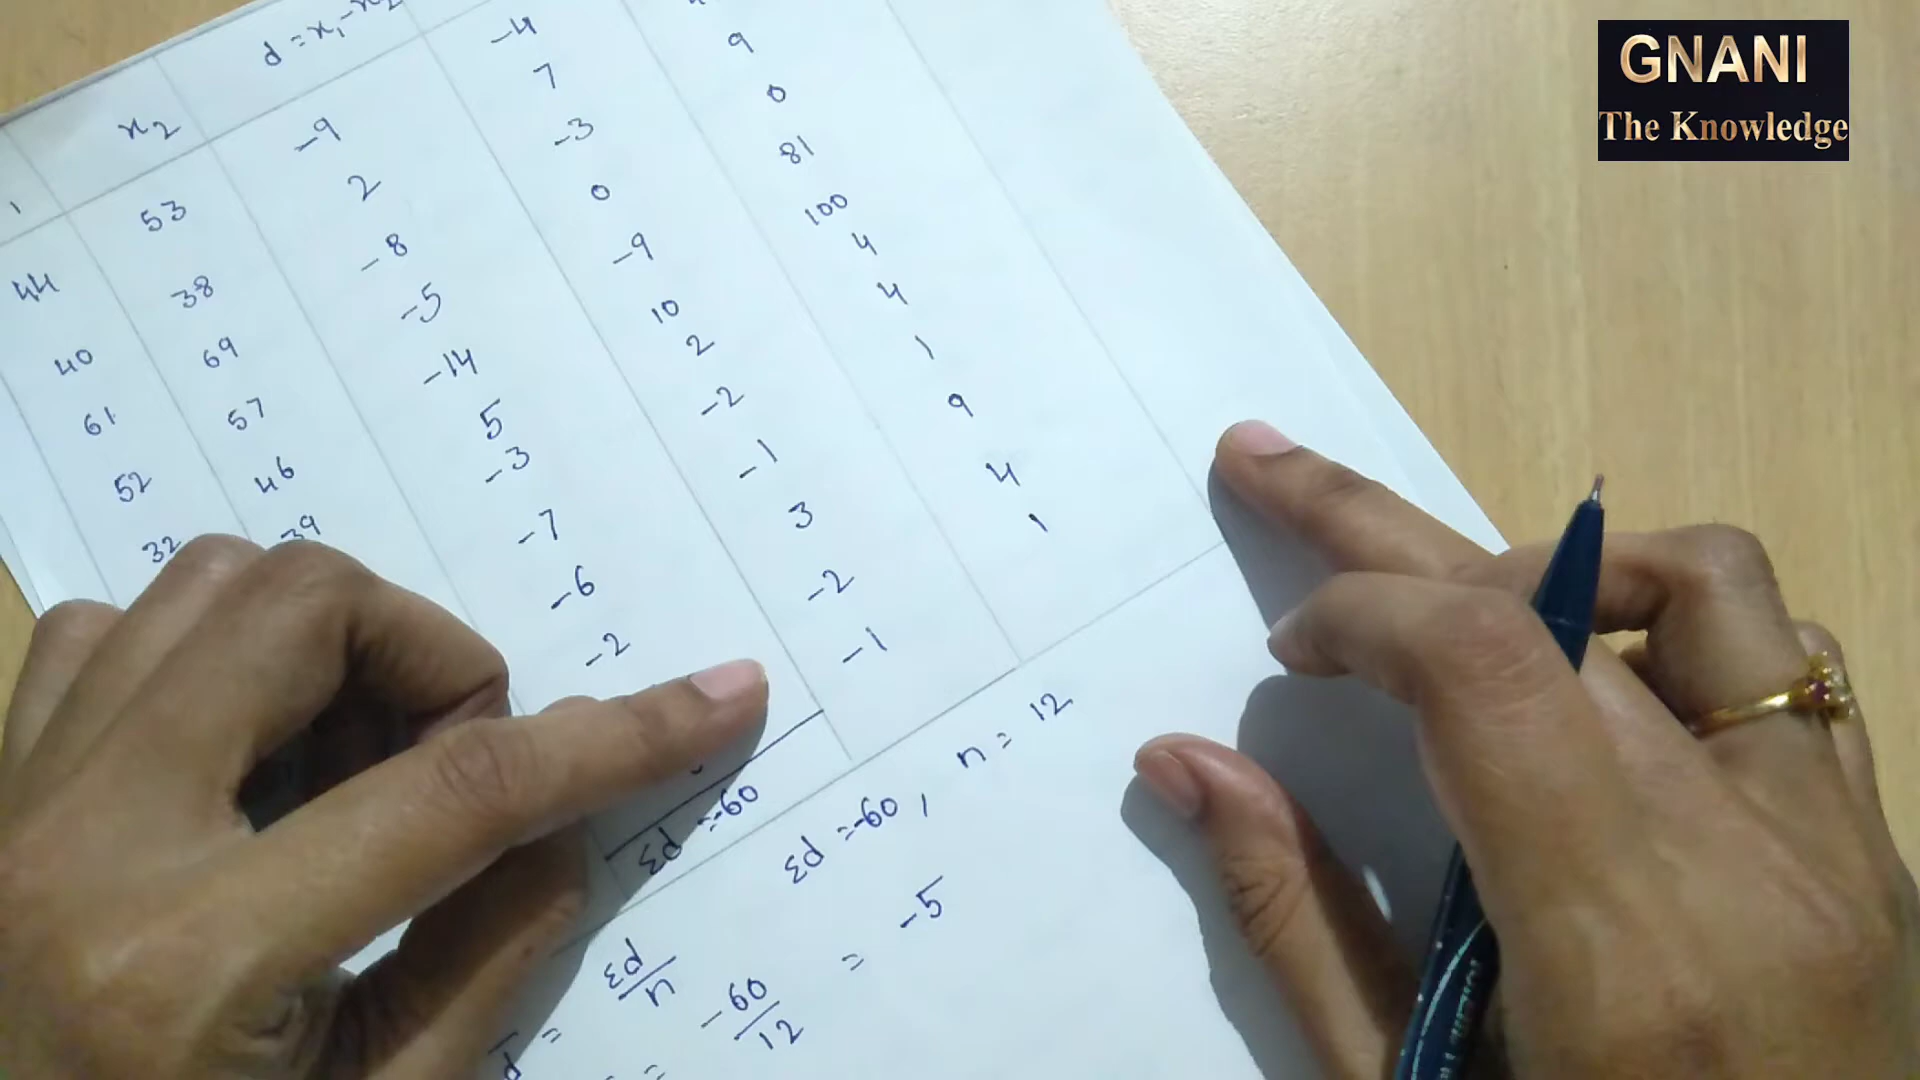 x₂ d = x₁ - x₂
44 53 -9 -4
40 38 2 7
61 69 -8 -3 9
52 57 -5 0 0
32 46 -14 -9 81
39 5 10 100
-3 2 4
-7 -2 4
-6 -1 1
-2 3 9
-2 4
-1 1
Σd = -60
Σd = -60, n = 12
d̄ = Σd/n
= -60/12 = -5
GNANI
The Knowledge